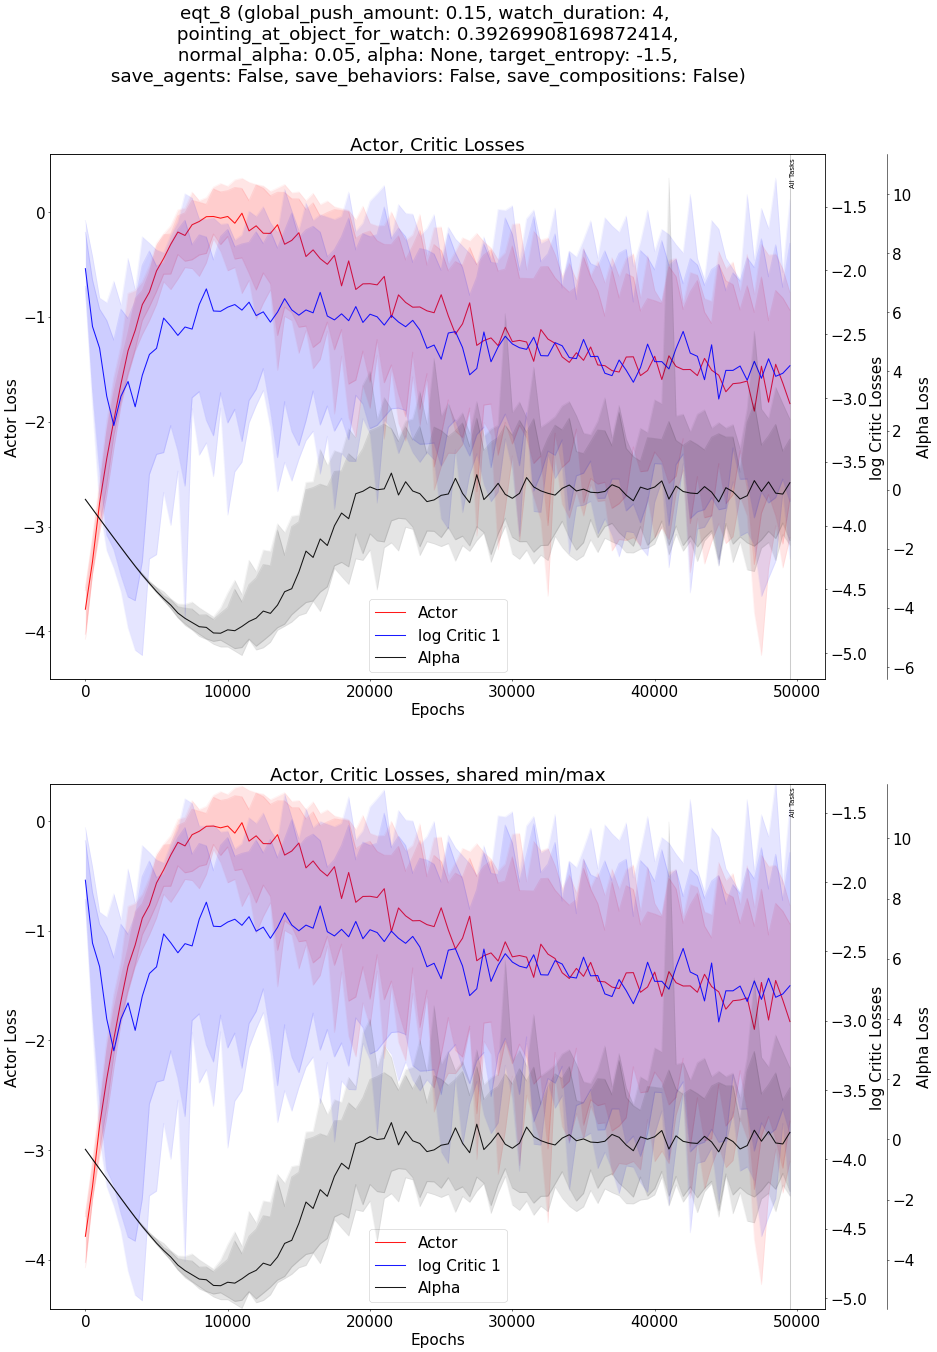 eqt_8 (global_push_amount: 0.15, watch_duration: 4,
pointing_at_object_for_watch: 0.39269908169872414,
normal_alpha: 0.05, alpha: None, target_entropy: -1.5,
save_agents: False, save_behaviors: False, save_compositions: False)
Actor, Critic Losses
All Tasks
0
−1
−2
−3
−4
Actor Loss
−1.5
−2.0
−2.5
−3.0
−3.5
−4.0
−4.5
−5.0
log Critic Losses
10
8
6
4
2
0
−2
−4
−6
Alpha Loss
Actor
log Critic 1
Alpha
0 10000 20000 30000 40000 50000
Epochs
Actor, Critic Losses, shared min/max
All Tasks
0
−1
−2
−3
−4
Actor Loss
−1.5
−2.0
−2.5
−3.0
−3.5
−4.0
−4.5
−5.0
log Critic Losses
10
8
6
4
2
0
−2
−4
Alpha Loss
Actor
log Critic 1
Alpha
0 10000 20000 30000 40000 50000
Epochs